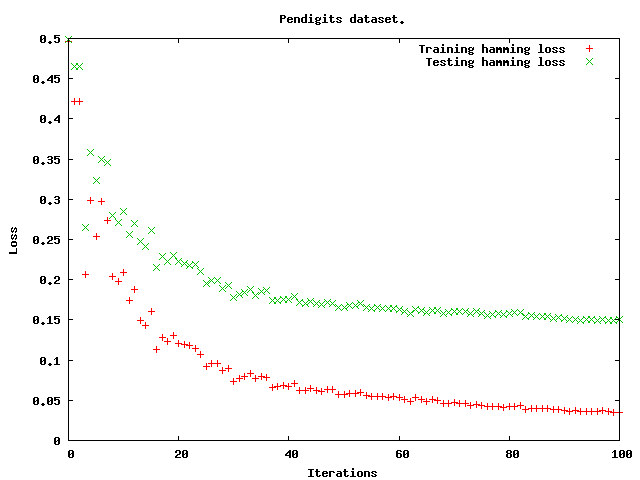 Pendigits dataset.
Training hamming loss
Testing hamming loss
0.5
0.45
0.4
0.35
0.3
0.25
0.2
0.15
0.1
0.05
0
Loss
0 20 40 60 80 100
Iterations